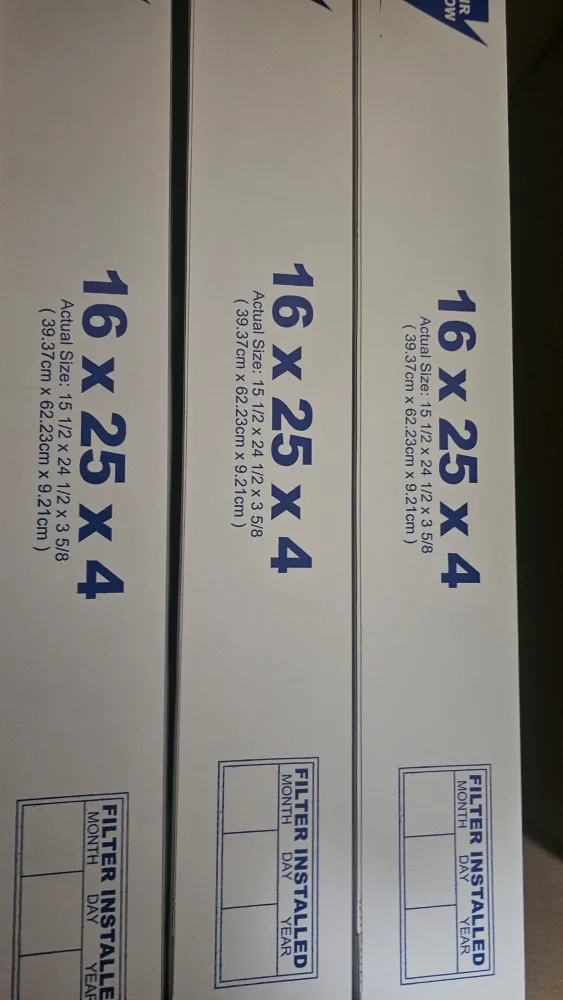 16 x 25 x 4
Actual Size: 15 1/2 x 24 1/2 x 3 5/8
( 39.37cm x 62.23cm x 9.21cm )
FILTER INSTALLED
MONTH DAY YEAR
16 x 25 x 4
Actual Size: 15 1/2 x 24 1/2 x 3 5/8
( 39.37cm x 62.23cm x 9.21cm )
FILTER INSTALLED
MONTH DAY YEAR
16 x 25 x 4
Actual Size: 15 1/2 x 24 1/2 x 3 5/8
( 39.37cm x 62.23cm x 9.21cm )
FILTER INSTALLE
MONTH DAY YEAR